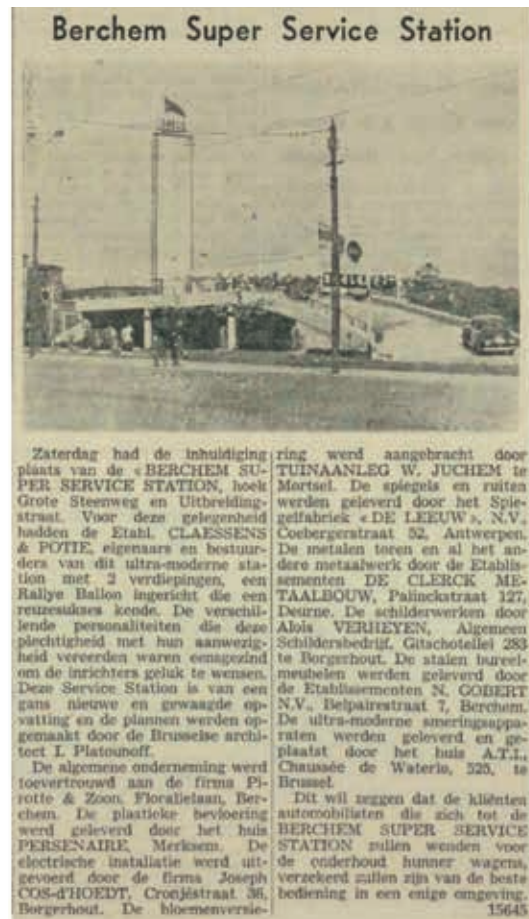 Berchem Super Service Station
Zaterdag had de inhuldiging
plaats van de «BERCHEM SU-
PER SERVICE STATION, hoek
Grote Steenweg en Uitbreiding-
straat. Voor deze gelegenheid
hadden de Etabl. CLAESSENS
& POTIE, eigenaars en bestuur-
ders van dit ultra-moderne sta-
tion met 2 verdiepingen, een
Rallye Ballon ingericht die een
reuzesukses kende. De verschil-
lende personaliteiten die deze
plechtigheid met hun aanwezig-
heid vereerden waren eensgezind
om de inrichters geluk te wensen.
Deze Service Station is van een
gans nieuwe en gewaagde op-
vatting en de plannen werden op-
gemaakt door de Brusselse archi-
tect I. Platounoff.
De algemene onderneming werd
toevertrouwd aan de firma Pi-
rotte & Zoon, Floralielaan, Ber-
chem. De plastieke bevloering
werd geleverd door het huis
PERSENAIRE, Merksem. De
electrische installatie werd uit-
gevoerd door de firma Joseph
COS-d'HOEDT, Cronjéstraat 36,
Borgerhout. De bloemenversie-
ring werd aangebracht door
TUINAANLEG W. JUCHEM te
Mortsel. De spiegels en ruiten
werden geleverd door het Spie-
gelfabriek «DE LEEUW», N.V.
Coebergerstraat 52, Antwerpen.
De metalen toren en al het an-
dere metaalwerk door de Etablis-
sementen DE CLERCK ME-
TAALBOUW, Palinckstraat 127,
Deurne. De schilderwerken door
Alois VERHEYEN, Algemeen
Schildersbedrijf, Gitschotellei 283
te Borgerhout. De stalen bureel-
meubelen werden geleverd door
de Etablissementen N. GOBERT
N.V., Belpairestraat 7, Berchem.
De ultra-moderne smeringsappa-
raten werden geleverd en ge-
plaatst door het huis A.T.I.,
Chaussée de Waterlo, 525, te
Brussel.
Dit wil zeggen dat de kliënten
automobilisten die zich tot de
BERCHEM SUPER SERVICE
STATION zullen wenden voor
de onderhoud hunner wagens,
verzekerd zullen zijn van de beste
bediening in een enige omgeving.
15645